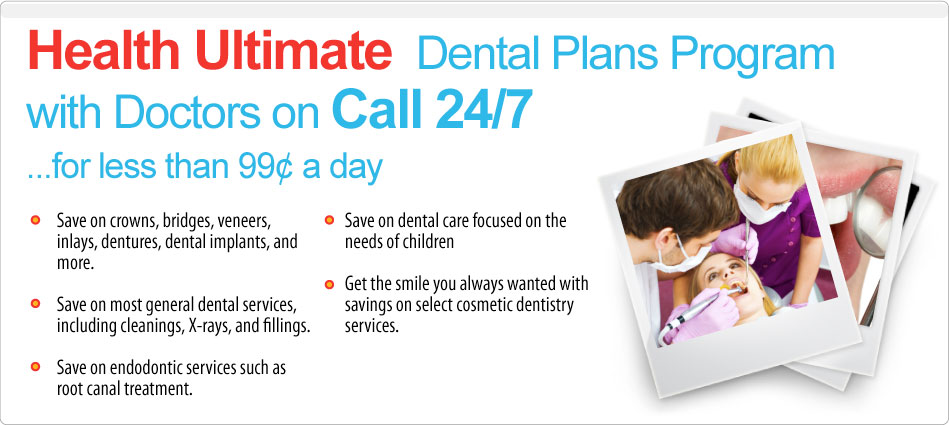 Health Ultimate Dental Plans Program
with Doctors on Call 24/7
...for less than 99¢ a day
Save on crowns, bridges, veneers,
inlays, dentures, dental implants, and
more.
Save on most general dental services,
including cleanings, X-rays, and fillings.
Save on endodontic services such as
root canal treatment.
Save on dental care focused on the
needs of children
Get the smile you always wanted with
savings on select cosmetic dentistry
services.